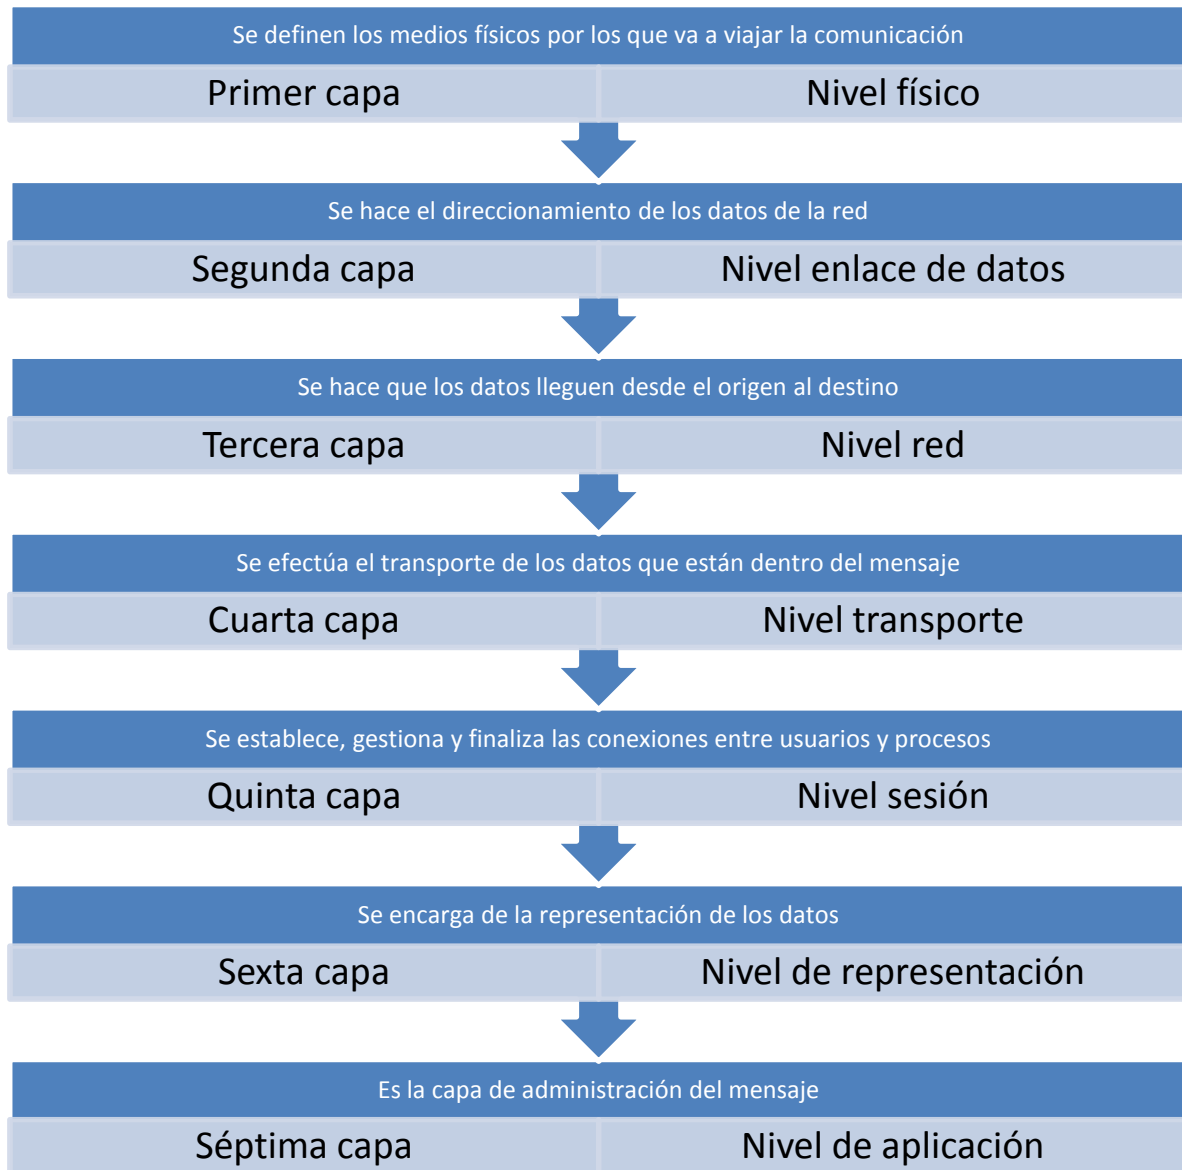 Se definen los medios físicos por los que va a viajar la comunicación
Primer capa
Nivel físico
Se hace el direccionamiento de los datos de la red
Segunda capa
Nivel enlace de datos
Se hace que los datos lleguen desde el origen al destino
Tercera capa
Nivel red
Se efectúa el transporte de los datos que están dentro del mensaje
Cuarta capa
Nivel transporte
Se establece, gestiona y finaliza las conexiones entre usuarios y procesos
Quinta capa
Nivel sesión
Se encarga de la representación de los datos
Sexta capa
Nivel de representación
Es la capa de administración del mensaje
Séptima capa
Nivel de aplicación